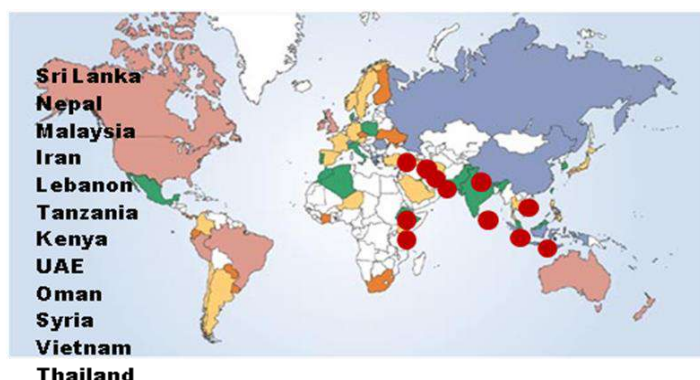 Sri Lanka
Nepal
Malaysia
Iran
Lebanon
Tanzania
Kenya
UAE
Oman
Syria
Vietnam
Thailand